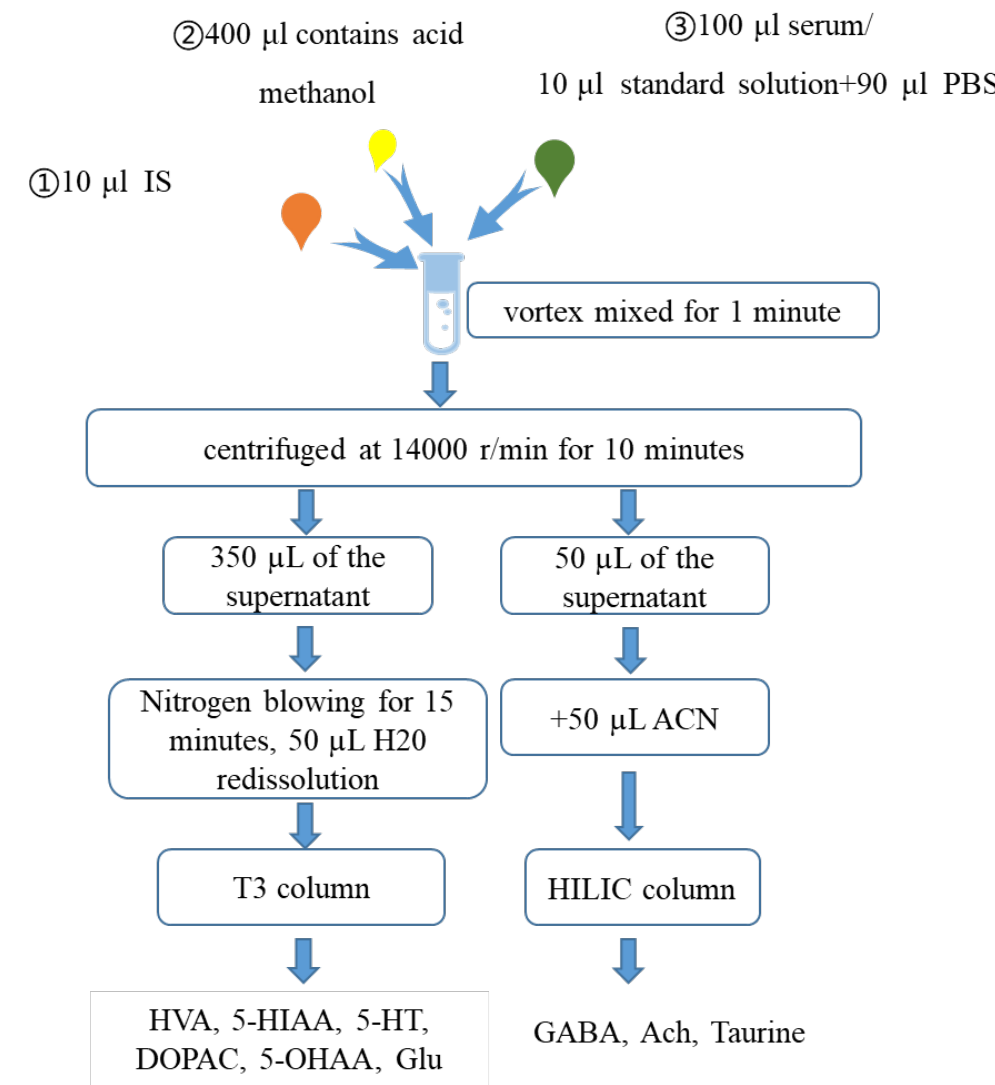 ②400 μl contains acid
methanol
③100 μl serum/
10 μl standard solution+90 μl PBS
①10 μl IS
vortex mixed for 1 minute
centrifuged at 14000 r/min for 10 minutes
350 μL of the
supernatant
50 μL of the
supernatant
Nitrogen blowing for 15
minutes, 50 μL H20
redissolution
+50 μL ACN
T3 column
HILIC column
HVA, 5-HIAA, 5-HT,
DOPAC, 5-OHAA, Glu
GABA, Ach, Taurine